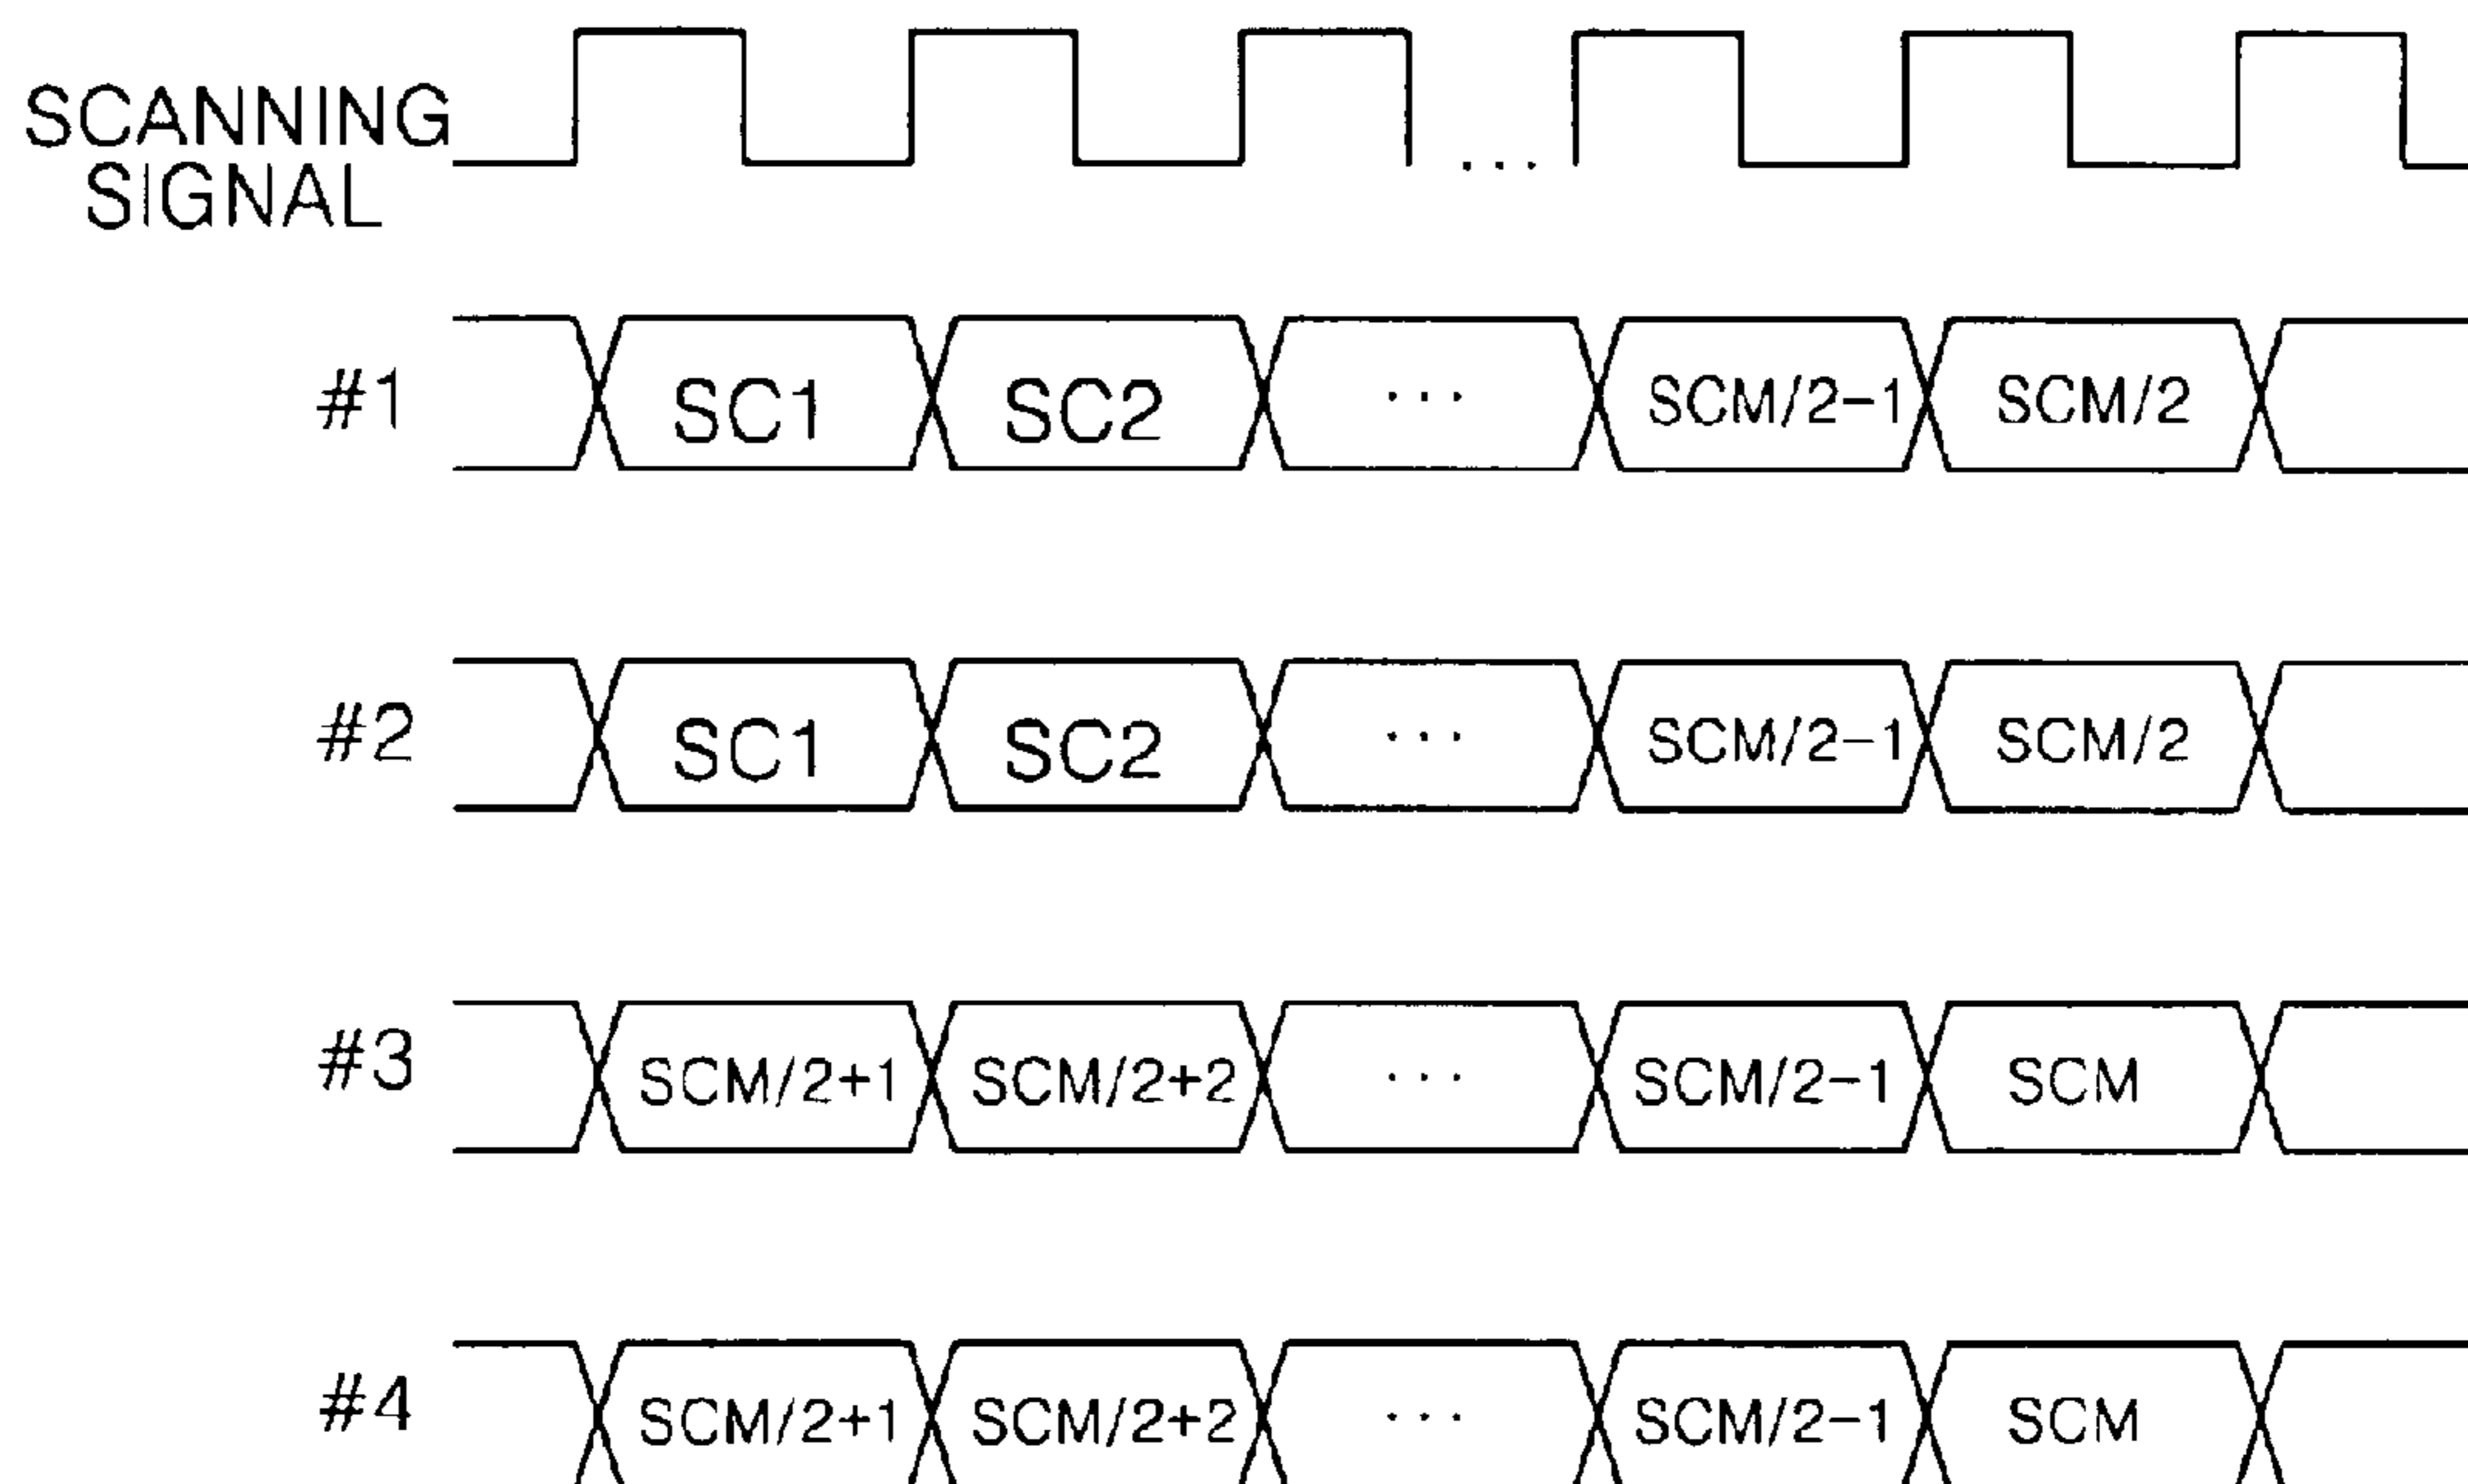 SCANNING
SIGNAL
...
#1 SC1 SC2 ... SCM/2-1 SCM/2
#2 SC1 SC2 ... SCM/2-1 SCM/2
#3 SCM/2+1 SCM/2+2 ... SCM/2-1 SCM
#4 SCM/2+1 SCM/2+2 ... SCM/2-1 SCM